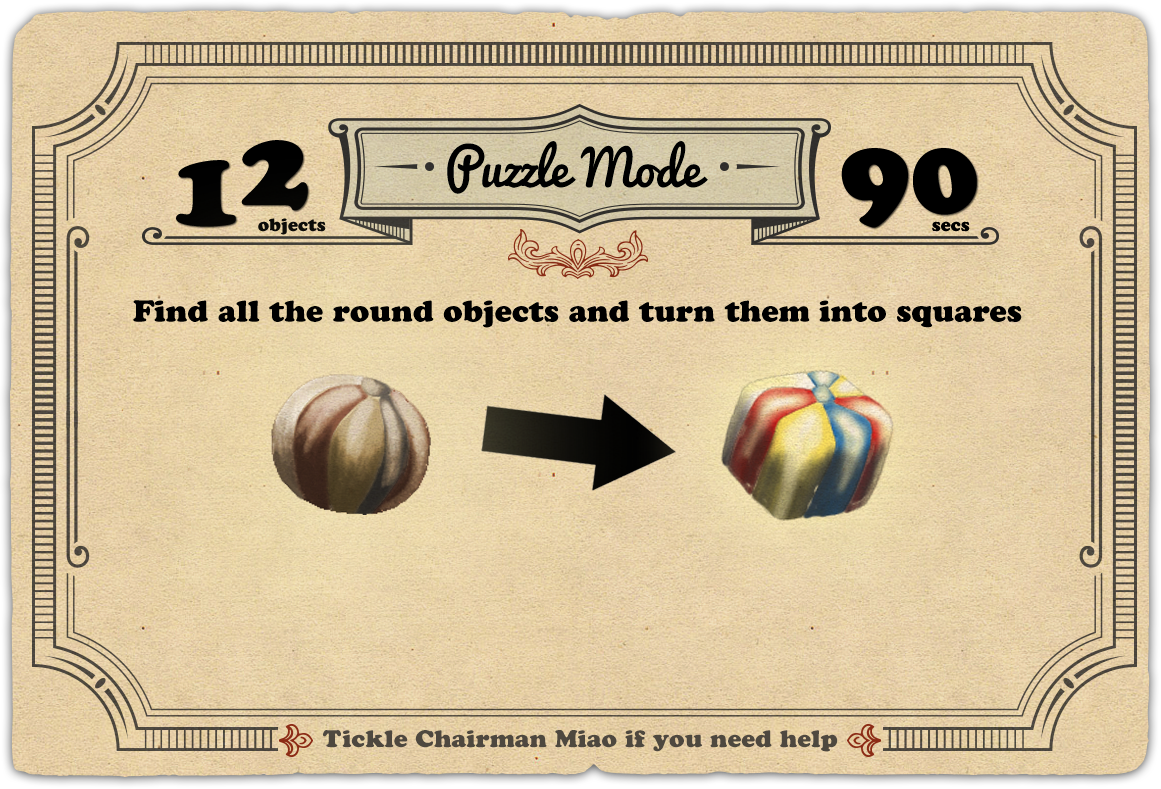 Puzzle Mode
12
objects
90
secs
Find all the round objects and turn them into squares
Tickle Chairman Miao if you need help